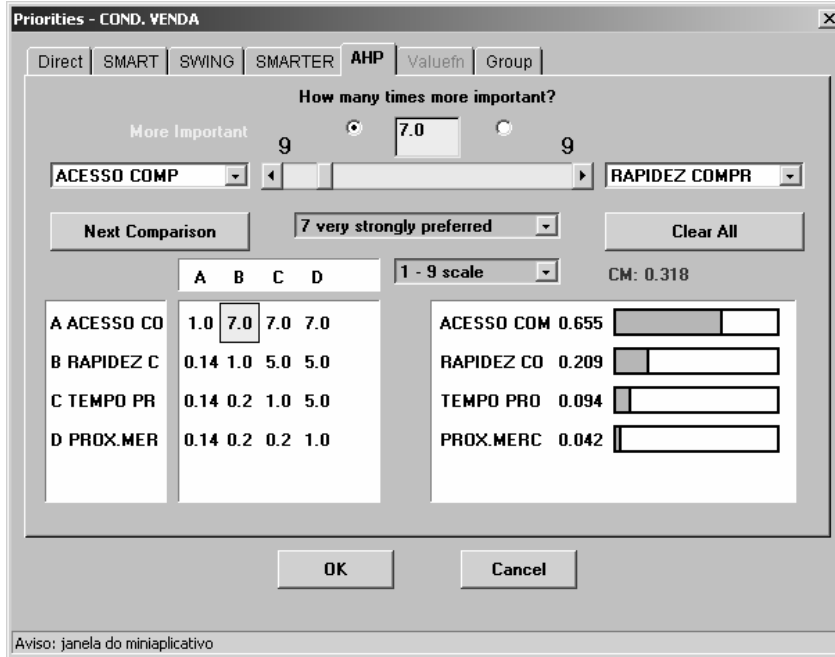 Priorities - COND. VENDA
Direct SMART SWING SMARTER AHP Valuefn Group
How many times more important?
More Important 9 7.0 9
ACESSO COMP RAPIDEZ COMPR
Next Comparison 7 very strongly preferred Clear All
A B C D 1 - 9 scale CM: 0.318
A ACESSO CO 1.0 7.0 7.0 7.0 ACESSO COM 0.655
B RAPIDEZ C 0.14 1.0 5.0 5.0 RAPIDEZ CO 0.209
C TEMPO PR 0.14 0.2 1.0 5.0 TEMPO PRO 0.094
D PROX.MER 0.14 0.2 0.2 1.0 PROX.MERC 0.042
OK Cancel
Aviso: janela do miniaplicativo